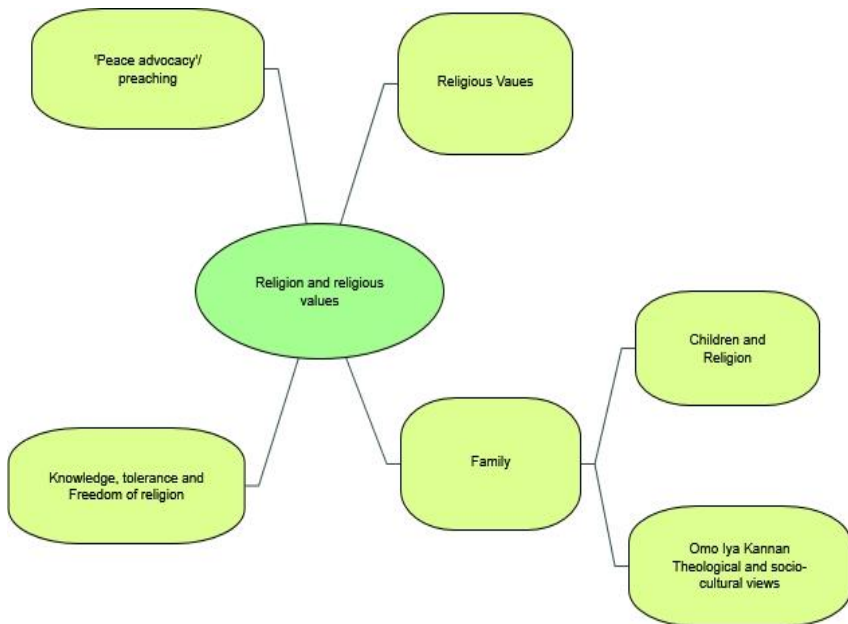 'Peace advocacy'/
preaching
Religious Vaues
Religion and religious
values
Children and
Religion
Family
Knowledge, tolerance and
Freedom of religion
Omo Iya Kannan
Theological and socio-
cultural views